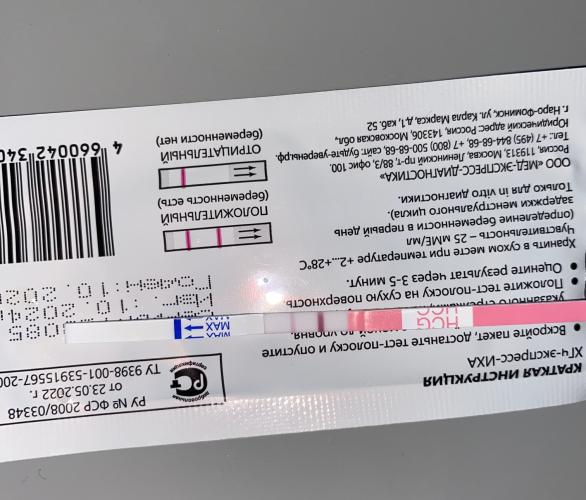 КРАТКАЯ ИНСТРУКЦИЯ
ХГч-экспресс-ИХА
● Вскройте пакет, достаньте тест-полоску и опустите
уровня.
● Положите тест-полоску на сухую поверхность.
● Оцените результат через 3-5 минут.
Хранить в сухом месте при температуре +2...+28°С
Чувствительность – 25 мМЕ/мл
(определение беременности в первый день
задержки менструального цикла).
Только для in vitro диагностики.
ООО «МЕД-ЭКСПРЕСС-ДИАГНОСТИКА»
Россия, 119313, Москва, Ленинский пр-т, 88/3, офис 100.
Тел.: +7 (495) 844-68-68, +7 (800) 500-68-68, сайт: будьте-уверены.рф
Юридический адрес: Россия, 143306, Московская обл.,
г. Наро-Фоминск, ул. Карла Маркса, д.1, каб. 52.
HCG
HCG
MAX
MAX
РСт
добровольная
сертификация
РУ № ФСР 2008/03348
от 23.05.2022 г.
ТУ 9398-001-53915567-200
ПОЛОЖИТЕЛЬНЫЙ
(беременность есть)
ОТРИЦАТЕЛЬНЫЙ
(беременности нет)
4 660042 340